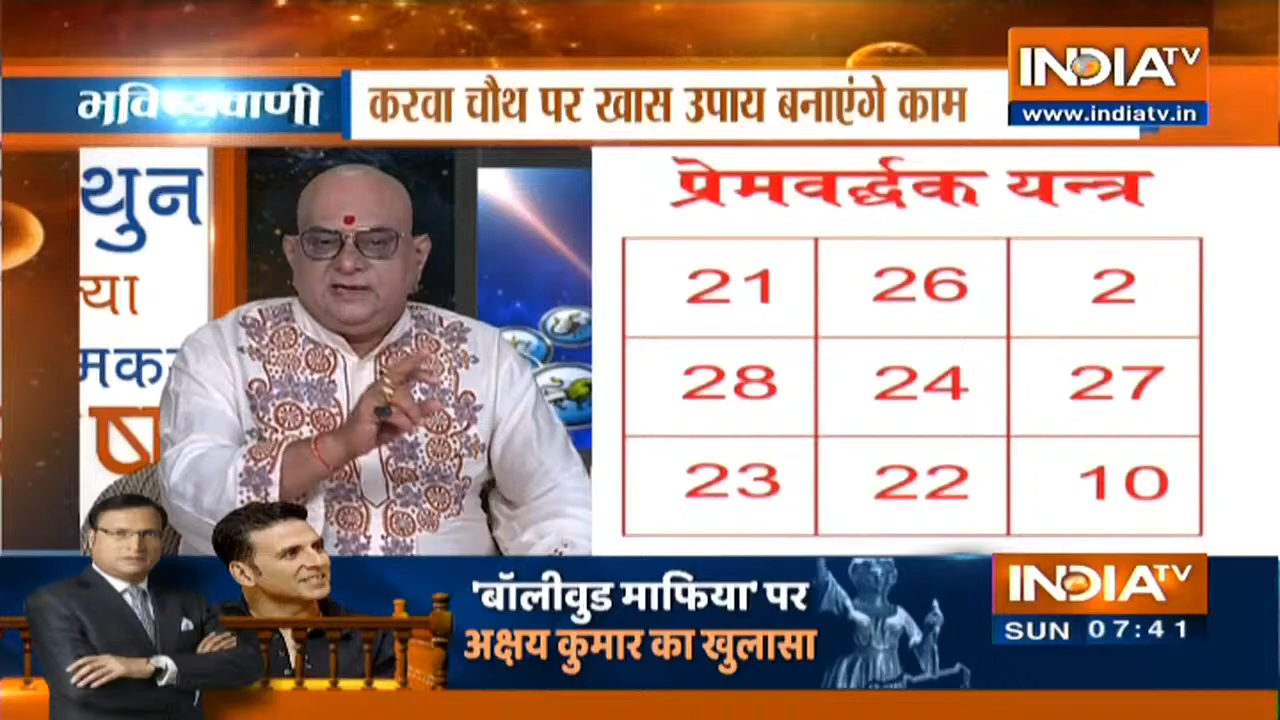 भविष्यवाणी
करवा चौथ पर खास उपाय बनाएंगे काम
INDIA TV
www.indiatv.in
थुन
या
मक
ष
प्रेमवर्द्धक यन्त्र
21 26 2
28 24 27
23 22 10
'बॉलीवुड माफिया' पर
अक्षय कुमार का खुलासा
INDIA TV
SUN 07:41